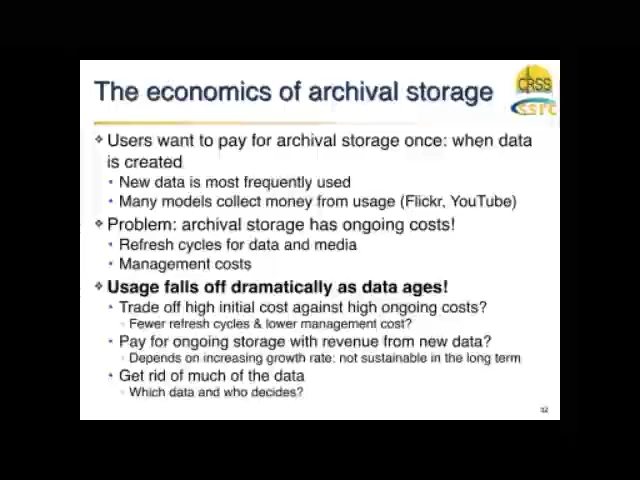 The economics of archival storage
CRSS
ssrc
❖ Users want to pay for archival storage once: when data
is created
• New data is most frequently used
• Many models collect money from usage (Flickr, YouTube)
❖ Problem: archival storage has ongoing costs!
• Refresh cycles for data and media
• Management costs
❖ Usage falls off dramatically as data ages!
• Trade off high initial cost against high ongoing costs?
◦ Fewer refresh cycles & lower management cost?
• Pay for ongoing storage with revenue from new data?
◦ Depends on increasing growth rate: not sustainable in the long term
• Get rid of much of the data
◦ Which data and who decides?